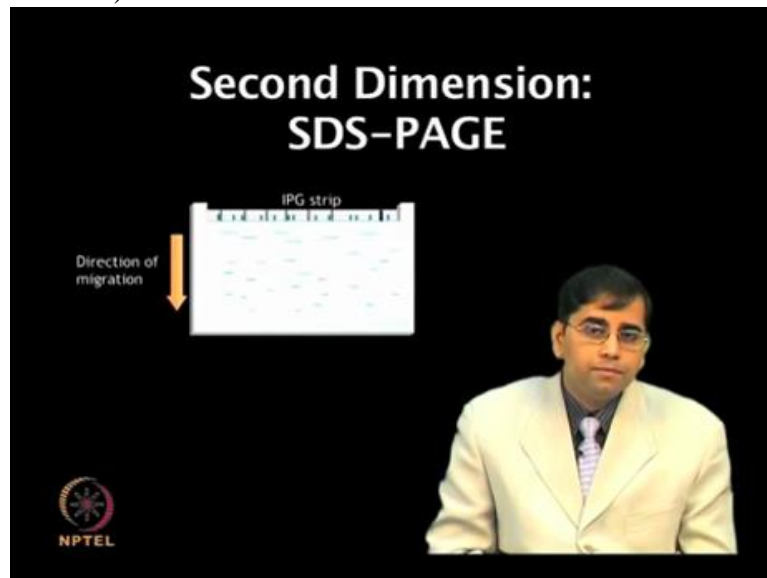 Second Dimension:
SDS-PAGE
IPG strip
Direction of
migration
NPTEL